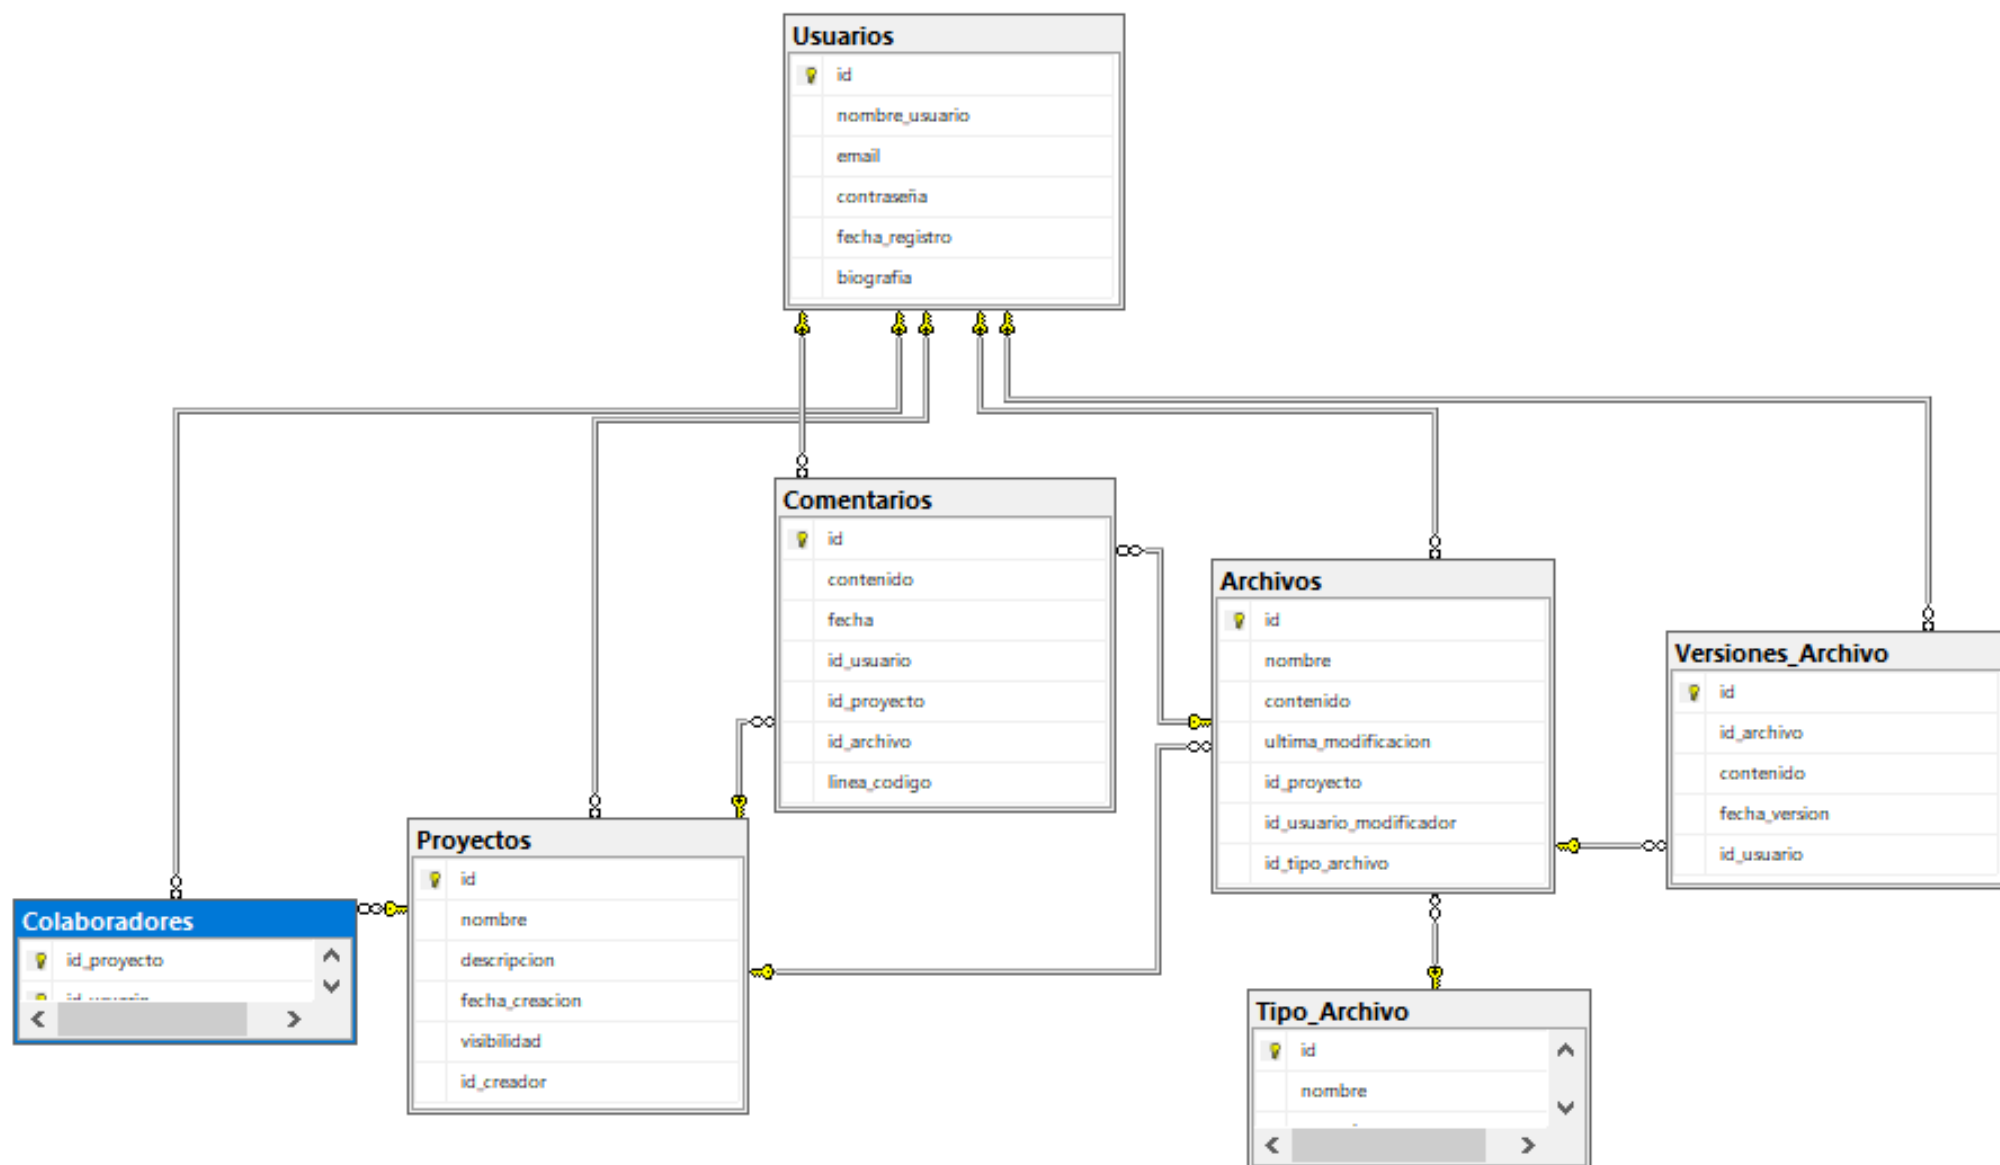 Usuarios
id
nombre_usuario
email
contraseña
fecha_registro
biografia
Comentarios
id
contenido
fecha
id_usuario
id_proyecto
id_archivo
linea_codigo
Archivos
id
nombre
contenido
ultima_modificacion
id_proyecto
id_usuario_modificador
id_tipo_archivo
Versiones_Archivo
id
id_archivo
contenido
fecha_version
id_usuario
Proyectos
id
nombre
descripcion
fecha_creacion
visibilidad
id_creador
Colaboradores
id_proyecto
Tipo_Archivo
id
nombre